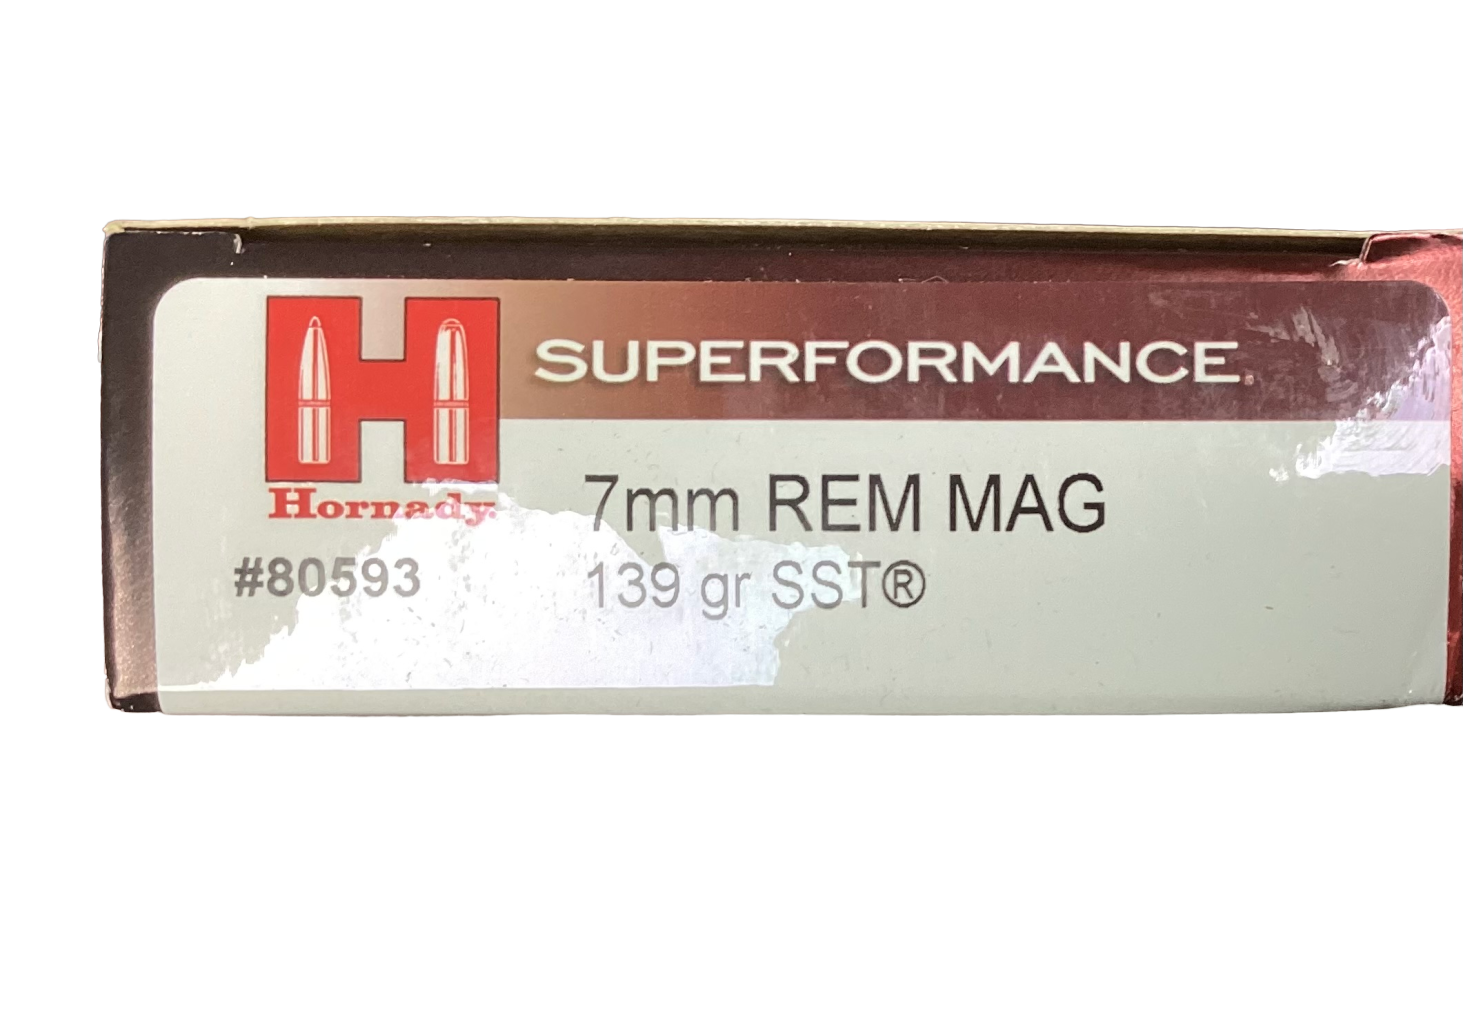 SUPERFORMANCE
Hornady
7mm REM MAG
#80593
139 gr SST®